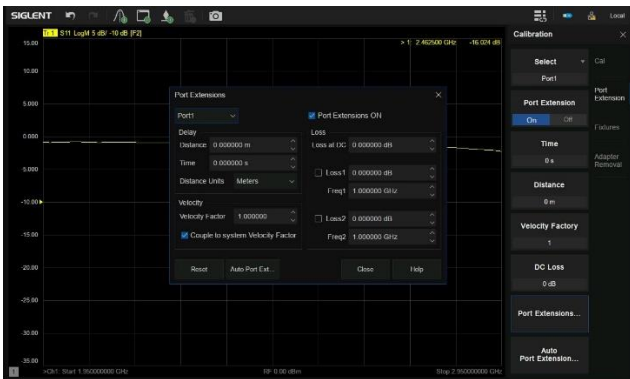 SIGLENT
Local
Tr 1 S11 LogM 5 dB/ -10 dB [F2]
> 1: 2.462500 GHz -16.024 dB
15.00
10.00
5.000
0.000
5.000
-10.00
-15.00
-20.00
-25.00
-30.00
-35.00
Port Extensions
Port1
Port Extensions ON
Delay
Distance 0.000000 m
Time 0.000000 s
Distance Units Meters
Velocity
Velocity Factor 1.000000
Couple to system Velocity Factor
Loss
Loss at DC 0.000000 dB
Loss1 0.000000 dB
Freq1 1.000000 GHz
Loss2 0.000000 dB
Freq2 1.000000 GHz
Reset Auto Port Ext... Close Help
1 >Ch1: Start 1.950000000 GHz RF 0.00 dBm Stop 2.950000000 GHz
Calibration
Select
Port1
Port Extension
On Off
Time
0 s
Distance
0 m
Velocity Factory
1
DC Loss
0 dB
Port Extensions...
Auto
Port Extension...
Cal
Port
Extension
Fixtures
Adapter
Removal